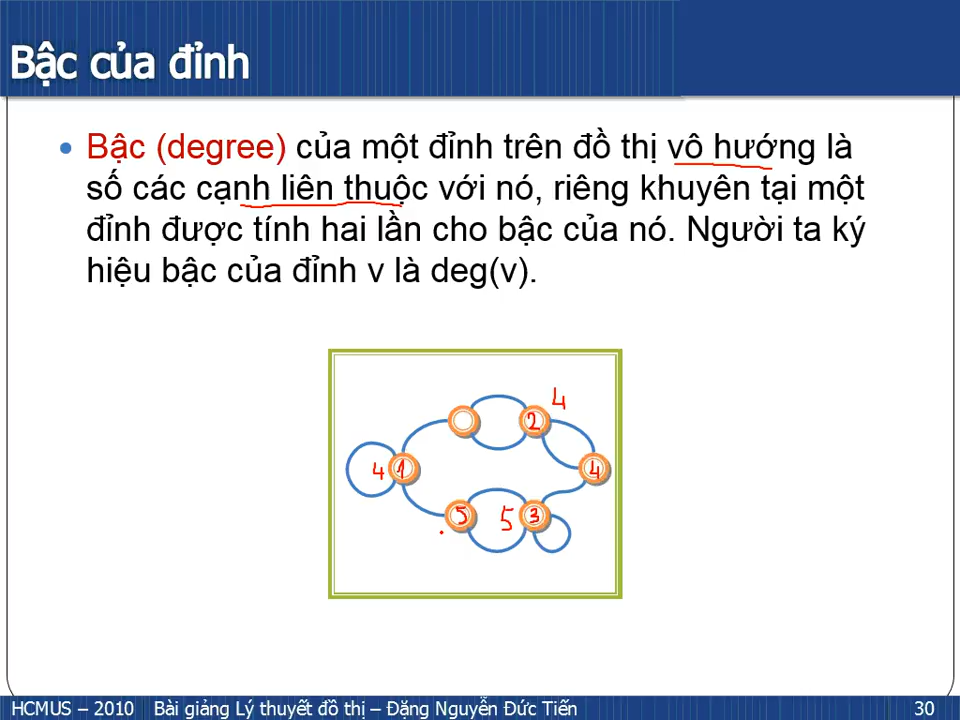 Bậc của đỉnh
Bậc (degree) của một đỉnh trên đồ thị vô hướng là
số các cạnh liên thuộc với nó, riêng khuyên tại một
đỉnh được tính hai lần cho bậc của nó. Người ta ký
hiệu bậc của đỉnh v là deg(v).
4
2
4 1
4
5 5 3
HCMUS – 2010 Bài giảng Lý thuyết đồ thị – Đặng Nguyễn Đức Tiến 30